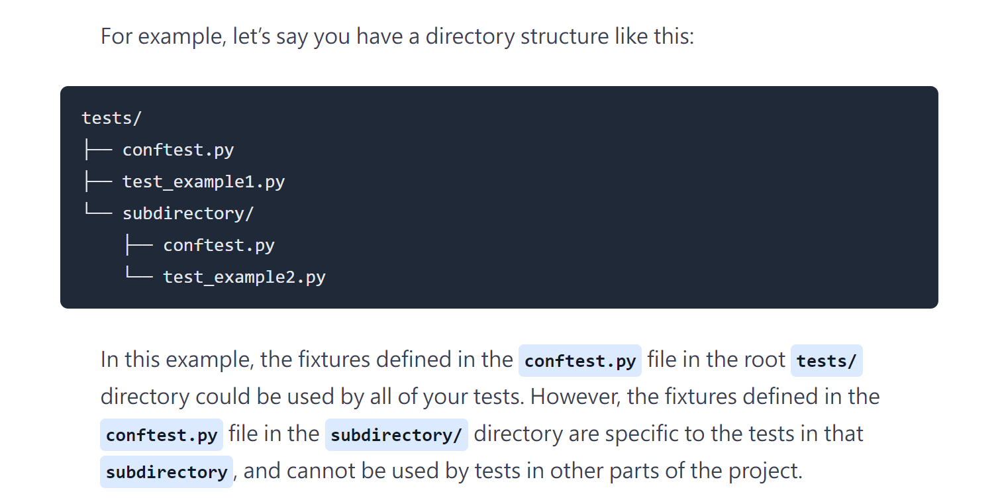 For example, let’s say you have a directory structure like this:
tests/
├── conftest.py
├── test_example1.py
└── subdirectory/
    ├── conftest.py
    └── test_example2.py
In this example, the fixtures defined in the conftest.py file in the root tests/
directory could be used by all of your tests. However, the fixtures defined in the
conftest.py file in the subdirectory/ directory are specific to the tests in that
subdirectory, and cannot be used by tests in other parts of the project.